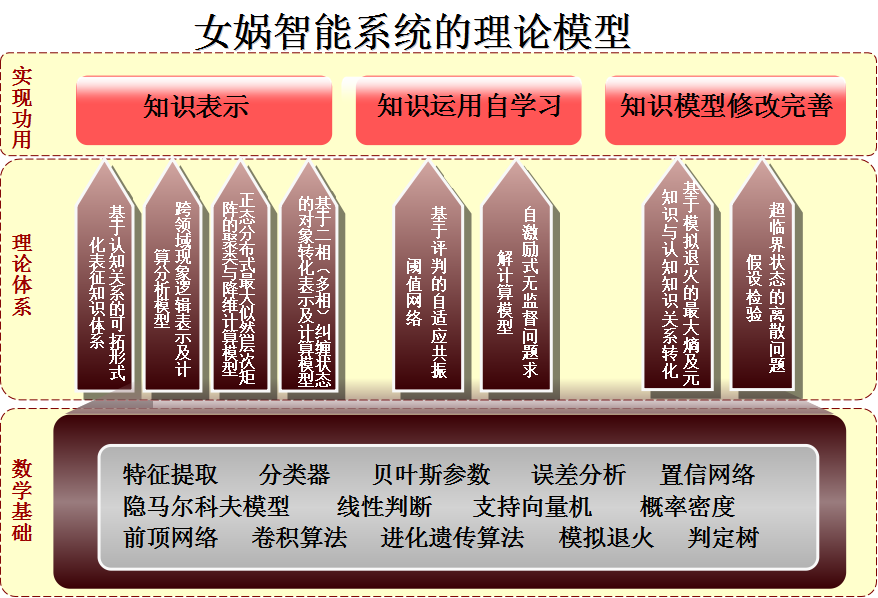 女娲智能系统的理论模型
实现功用
知识表示
知识运用自学习
知识模型修改完善
理论体系
基于认知关系的可拓形式
化表征知识体系
跨领域现象逻辑表示及计
算分析模型
正态分布式最大似然层次矩
阵的聚类与降维计算模型
基于二相（多相）纠缠状态
的对象转化表示及计算模型
基于评判的自适应共振
阈值网络
自激励式无监督问题求
解计算模型
基于模拟退火的最大熵及元
知识与认知知识关系转化
超临界状态的离散问题
假设检验
数学基础
特征提取 分类器 贝叶斯参数 误差分析 置信网络
隐马尔科夫模型 线性判断 支持向量机 概率密度
前顶网络 卷积算法 进化遗传算法 模拟退火 判定树